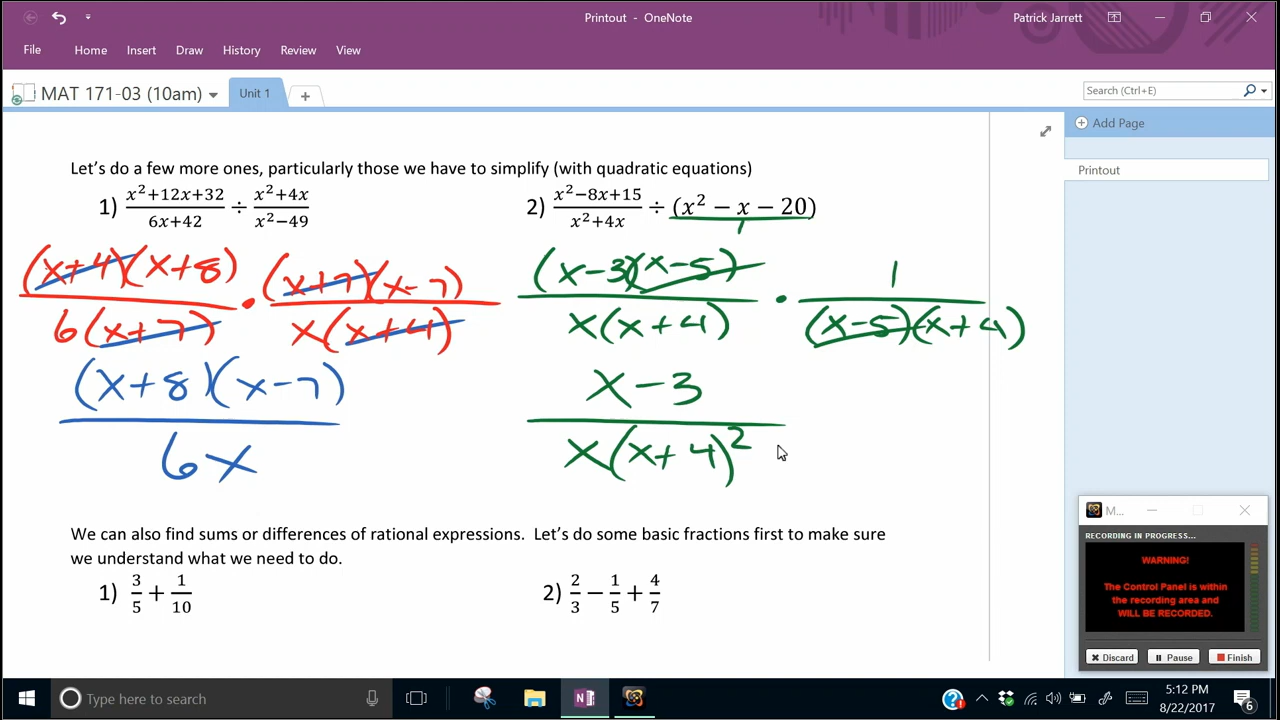 Printout - OneNote
Patrick Jarrett
File Home Insert Draw History Review View
MAT 171-03 (10am) Unit 1 +
Search (Ctrl+E)
Add Page
Printout
Let's do a few more ones, particularly those we have to simplify (with quadratic equations)
1) x²+12x+32 / 6x+42 ÷ x²+4x / x²-49
2) x²-8x+15 / x²+4x ÷ (x² - x - 20)
1
(x+4)(x+8) / 6(x+7) · (x+7)(x-7) / x(x+4)
(x-3)(x-5) / x(x+4) · 1 / (x-5)(x+4)
(x+8)(x-7) / 6x
x-3 / x(x+4)²
We can also find sums or differences of rational expressions. Let's do some basic fractions first to make sure
we understand what we need to do.
1) 3/5 + 1/10
2) 2/3 - 1/5 + 4/7
M...
RECORDING IN PROGRESS...
WARNING!
The Control Panel is within
the recording area and
WILL BE RECORDED.
Discard Pause Finish
Type here to search
5:12 PM
8/22/2017
6